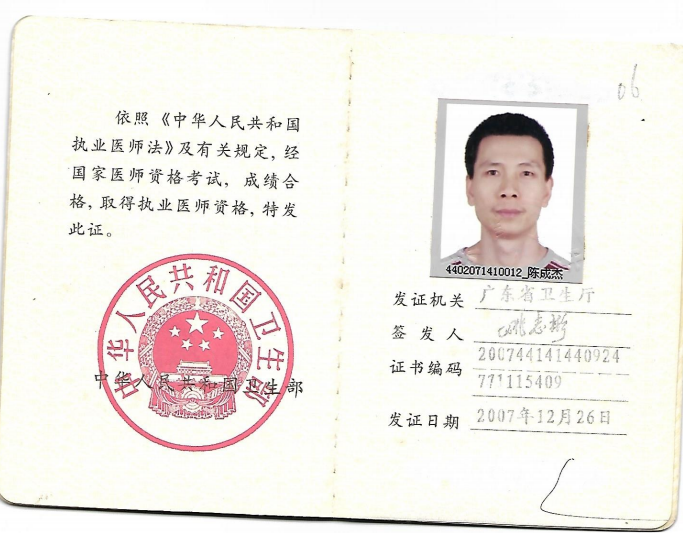 依照《中华人民共和国
执业医师法》及有关规定，经
国家医师资格考试，成绩合
格，取得执业医师资格，特发
此证。
中华人民共和国卫生部
中华人民共和国卫生部
06
4402071410012_陈成杰
发证机关 广东省卫生厅
签发人 姚志彬
证书编码 200744141440924
771115409
发证日期 2007年12月26日